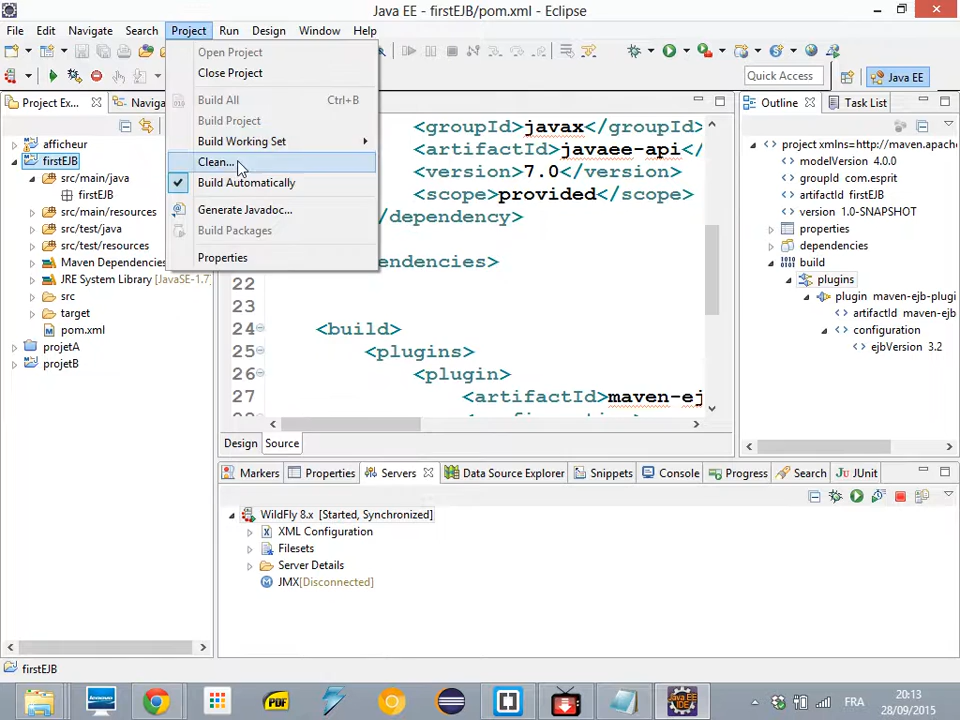 Java EE - firstEJB/pom.xml - Eclipse
File Edit Navigate Search Project Run Design Window Help
Quick Access
Java EE
Project Ex...
Naviga
afficheur
firstEJB
src/main/java
firstEJB
src/main/resources
src/test/java
src/test/resources
Maven Dependencies
JRE System Library [JavaSE-1.7]
src
target
pom.xml
projetA
projetB
Open Project
Close Project
Build All Ctrl+B
Build Project
Build Working Set
Clean...
Build Automatically
Generate Javadoc...
Build Packages
Properties
<groupId>javax</groupId>
<artifactId>javaee-api</
<version>7.0</version>
<scope>provided</scope>
/dependency>
endencies>
22
23
24 <build>
25 <plugins>
26 <plugin>
27 <artifactId>maven-ej
Design Source
Outline
Task List
project xmlns=http://maven.apache
modelVersion 4.0.0
groupId com.esprit
artifactId firstEJB
version 1.0-SNAPSHOT
properties
dependencies
build
plugins
plugin maven-ejb-plugi
artifactId maven-ejb
configuration
ejbVersion 3.2
Markers Properties Servers Data Source Explorer Snippets Console Progress Search JUnit
WildFly 8.x [Started, Synchronized]
XML Configuration
Filesets
Server Details
JMX[Disconnected]
firstEJB
FRA
20:13
28/09/2015